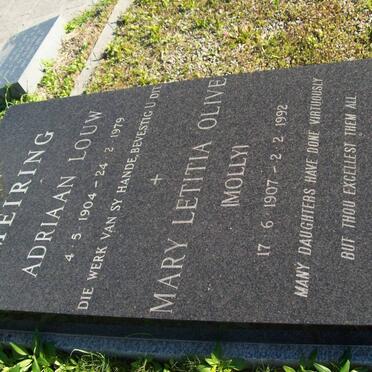 HEIRING
ADRIAAN LOUW
4 · 5 · 1904 — 24 · 2 · 1979
DIE WERK VAN SY HANDE, BEVESTIG U DIT
MARY LETITIA OLIVE
(MOLLY)
17 · 6 · 1907 – 2 · 2 · 1992
MANY DAUGHTERS HAVE DONE VIRTUOUSLY
BUT THOU EXCELLEST THEM ALL